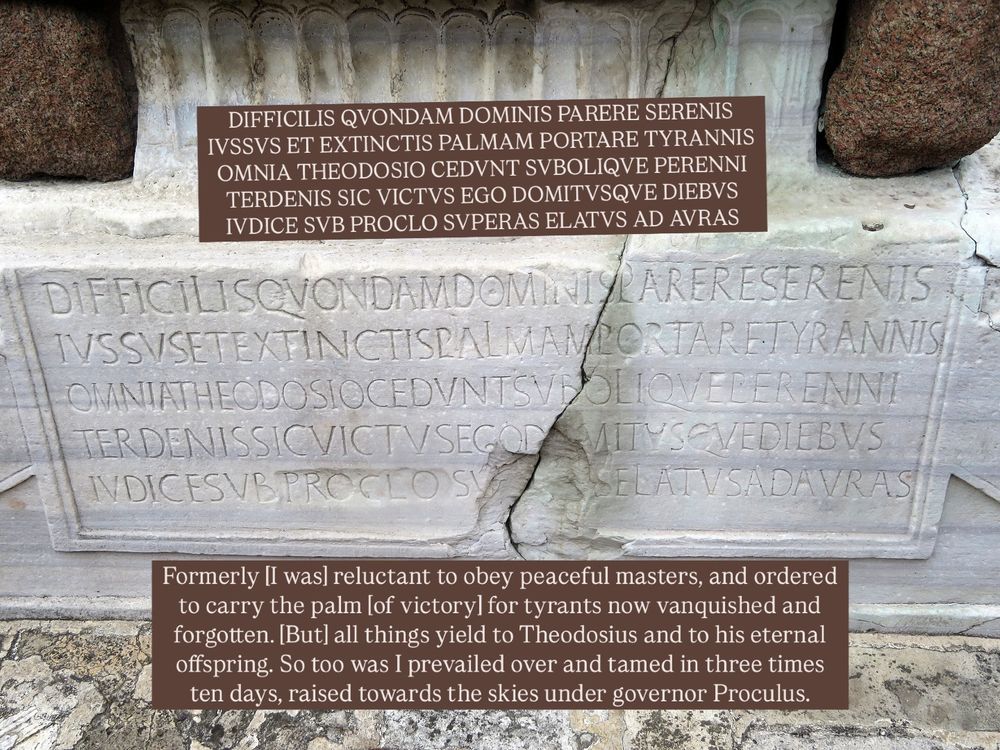 DIFFICILIS QVONDAM DOMINIS PARERE SERENIS
IVSSVS ET EXTINCTIS PALMAM PORTARE TYRANNIS
OMNIA THEODOSIO CEDVNT SVBOLIQVE PERENNI
TERDENIS SIC VICTVS EGO DOMITVSQVE DIEBVS
IVDICE SVB PROCLO SVPERAS ELATVS AD AVRAS
DIFFICILISQVONDAMDOMINISPARERESERENIS
IVSSVSETEXTINCTISPALMAMPORTARETYRANNIS
OMNIATHEODOSIOCEDVNTSVBOLIQVEPERENNI
TERDENISSICVICTVSEGOD MITVSQVEDIEBVS
IVDICESVBPROCLO SV SELATVSADAVRAS
Formerly [I was] reluctant to obey peaceful masters, and ordered
to carry the palm [of victory] for tyrants now vanquished and
forgotten. [But] all things yield to Theodosius and to his eternal
offspring. So too was I prevailed over and tamed in three times
ten days, raised towards the skies under governor Proculus.